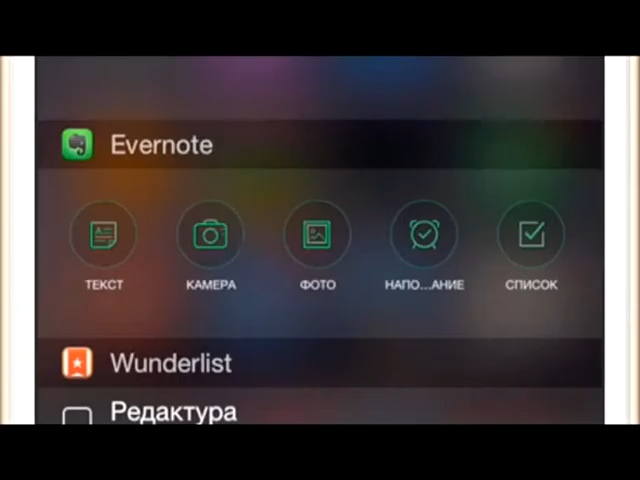 Evernote
ТЕКСТ
КАМЕРА
ФОТО
НАПО...АНИЕ
СПИСОК
Wunderlist
Редактура